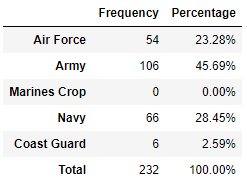 Frequency Percentage
Air Force 54 23.28%
Army 106 45.69%
Marines Crop 0 0.00%
Navy 66 28.45%
Coast Guard 6 2.59%
Total 232 100.00%